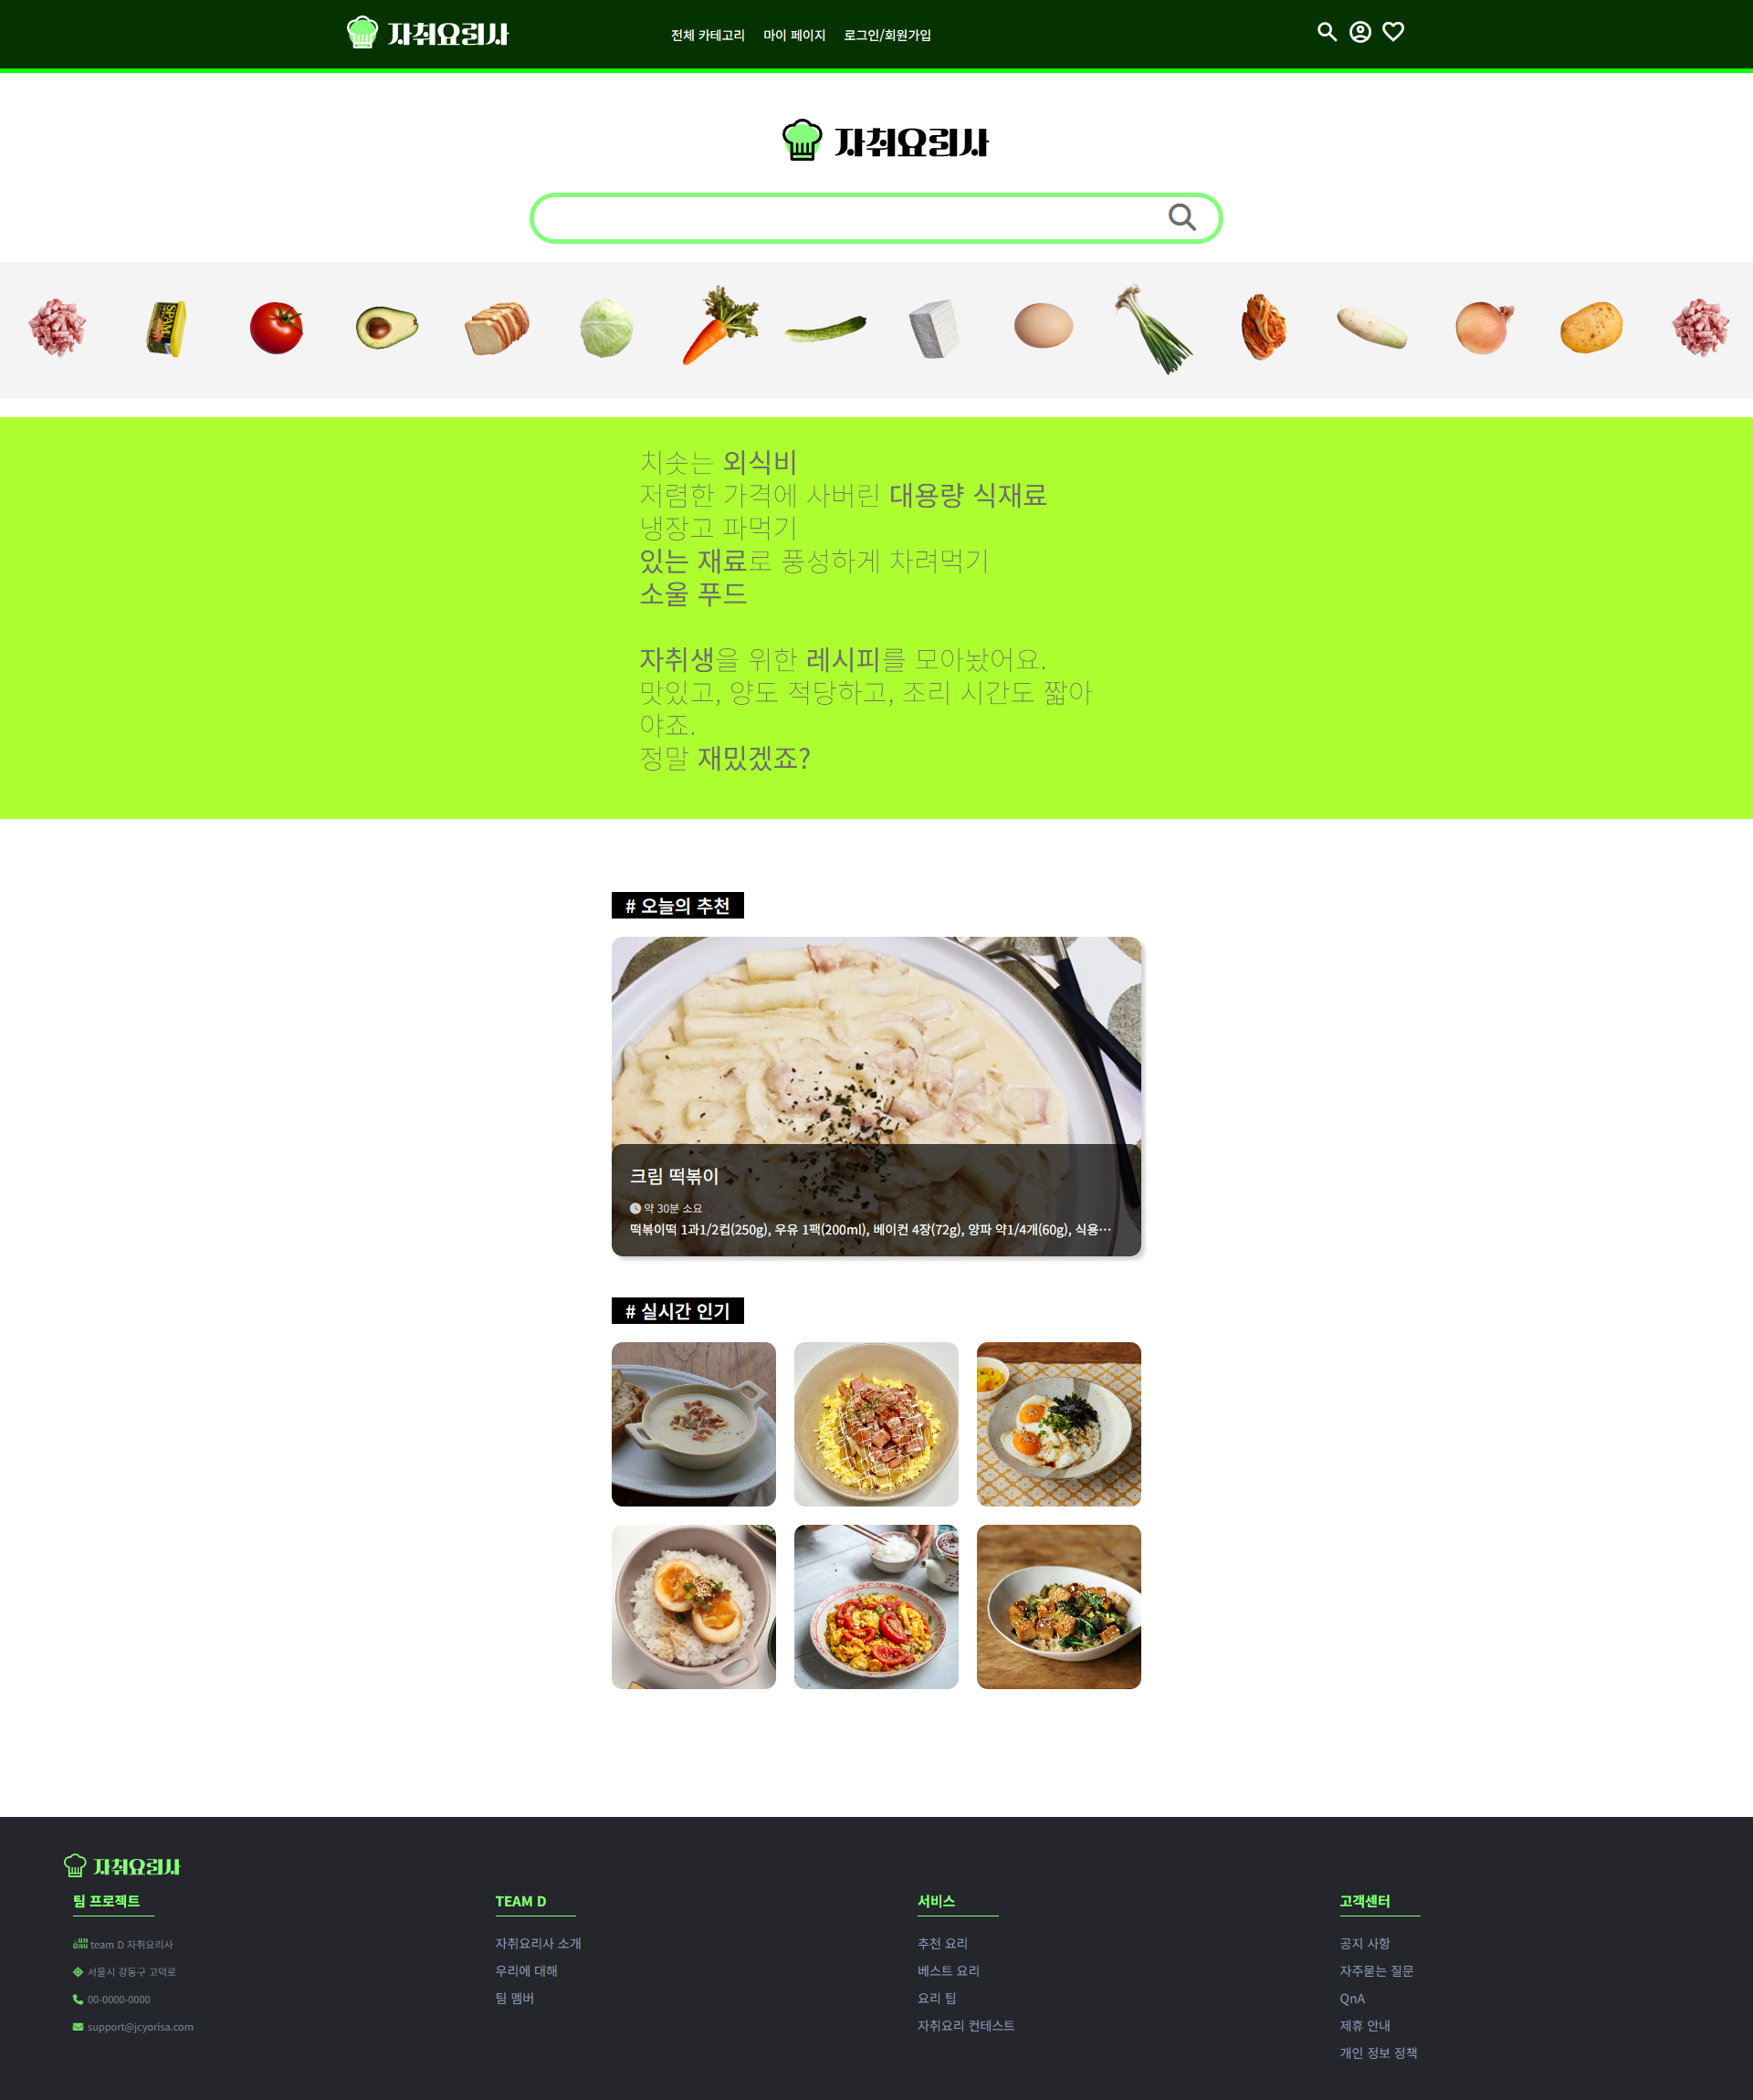 자취요리사
전체 카테고리 마이 페이지 로그인/회원가입
자취요리사
SPAM
치솟는 외식비
저렴한 가격에 사버린 대용량 식재료
냉장고 파먹기
있는 재료로 풍성하게 차려먹기
소울 푸드
자취생을 위한 레시피를 모아놨어요.
맛있고, 양도 적당하고, 조리 시간도 짧아
야죠.
정말 재밌겠죠?
# 오늘의 추천
크림 떡볶이
약 30분 소요
떡볶이떡 1과1/2컵(250g), 우유 1팩(200ml), 베이컨 4장(72g), 양파 약1/4개(60g), 식용…
# 실시간 인기
자취요리사
팀 프로젝트
team D 자취요리사
서울시 강동구 고덕로
00-0000-0000
support@jcyorisa.com
TEAM D
자취요리사 소개
우리에 대해
팀 멤버
서비스
추천 요리
베스트 요리
요리 팁
자취요리 컨테스트
고객센터
공지 사항
자주묻는 질문
QnA
제휴 안내
개인 정보 정책